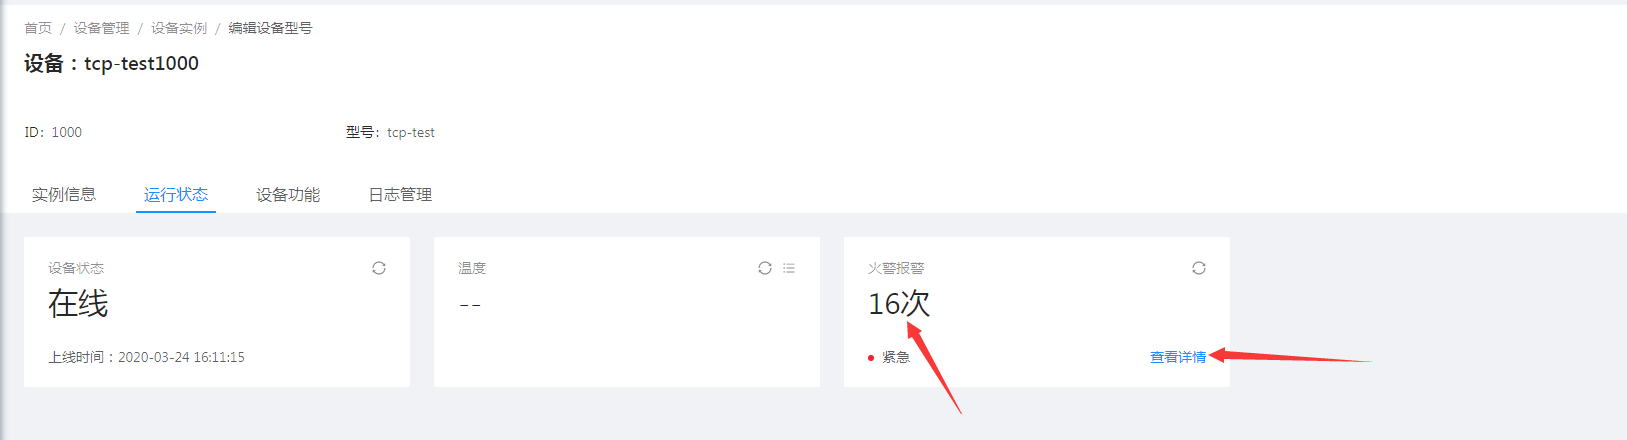 首页 / 设备管理 / 设备实例 / 编辑设备型号
设备：tcp-test1000
ID：1000 型号：tcp-test
实例信息 运行状态 设备功能 日志管理
设备状态
在线
上线时间：2020-03-24 16:11:15
温度
--
火警报警
16次
紧急 查看详情